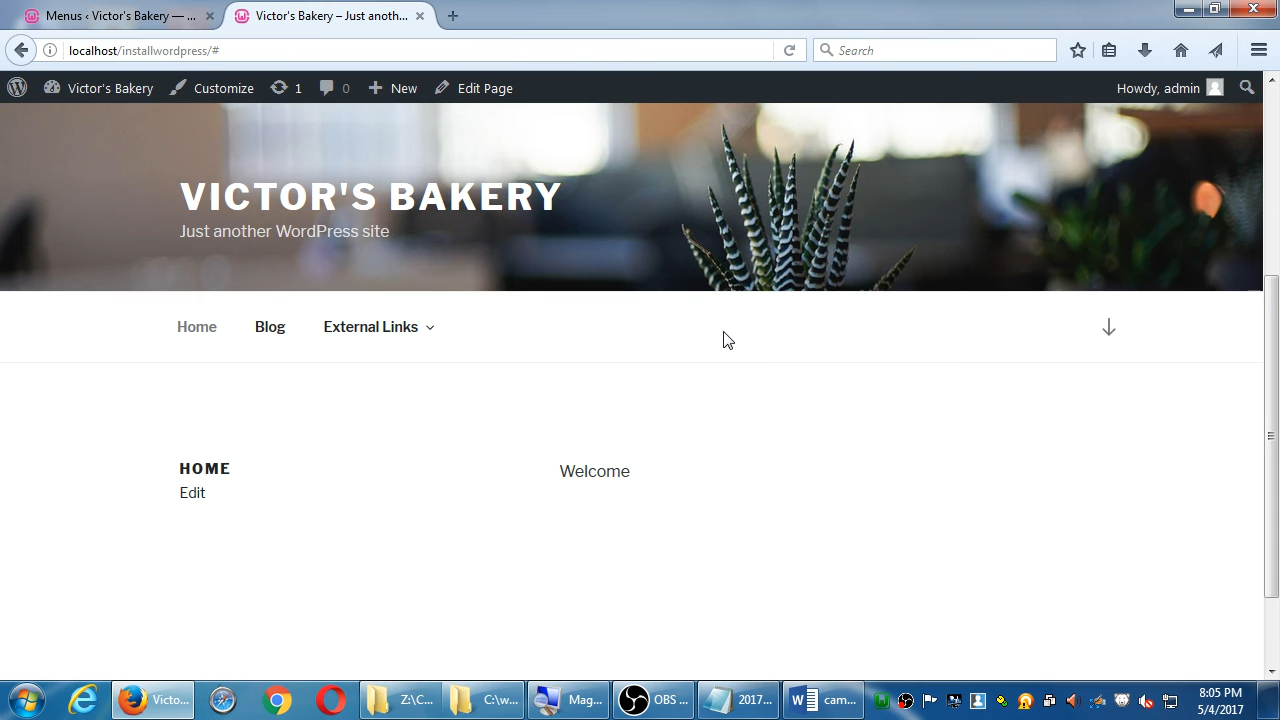 Menus ‹ Victor's Bakery — ...
Victor's Bakery – Just anoth...
localhost/installwordpress/#
Search
Victor's Bakery
Customize
1
0
New
Edit Page
Howdy, admin
VICTOR'S BAKERY
Just another WordPress site
Home
Blog
External Links
HOME
Edit
Welcome
Victo...
Z:\C...
C:\w...
Mag...
OBS ...
2017...
cam...
8:05 PM
5/4/2017